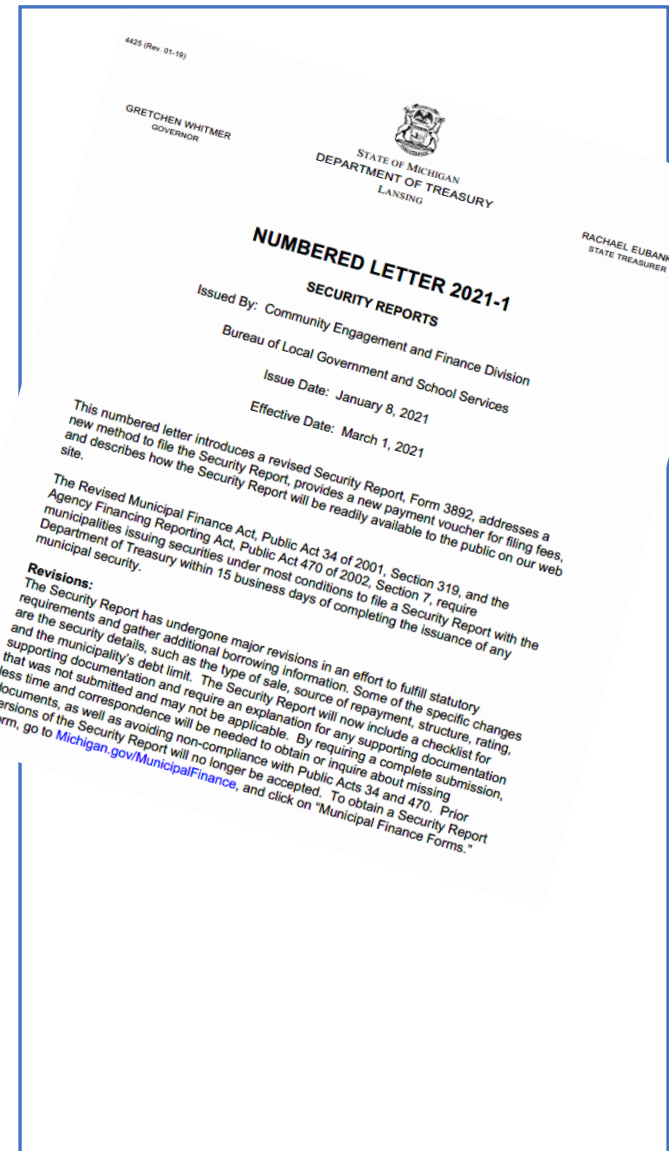 4425 (Rev. 01-19)
GRETCHEN WHITMER
GOVERNOR
STATE OF MICHIGAN
DEPARTMENT OF TREASURY
LANSING
RACHAEL EUBANK
STATE TREASURER
NUMBERED LETTER 2021-1
SECURITY REPORTS
Issued By: Community Engagement and Finance Division
Bureau of Local Government and School Services
Issue Date: January 8, 2021
Effective Date: March 1, 2021
This numbered letter introduces a revised Security Report, Form 3892, addresses a
new method to file the Security Report, provides a new payment voucher for filing fees,
and describes how the Security Report will be readily available to the public on our web
site.
The Revised Municipal Finance Act, Public Act 34 of 2001, Section 319, and the
Agency Financing Reporting Act, Public Act 470 of 2002, Section 7, require
municipalities issuing securities under most conditions to file a Security Report with the
Department of Treasury within 15 business days of completing the issuance of any
municipal security.
Revisions:
The Security Report has undergone major revisions in an effort to fulfill statutory
requirements and gather additional borrowing information. Some of the specific changes
are the security details, such as the type of sale, source of repayment, structure, rating,
and the municipality's debt limit. The Security Report will now include a checklist for
supporting documentation and require an explanation for any supporting documentation
that was not submitted and may not be applicable. By requiring a complete submission,
less time and correspondence will be needed to obtain or inquire about missing
documents, as well as avoiding non-compliance with Public Acts 34 and 470. Prior
ersions of the Security Report will no longer be accepted. To obtain a Security Report
orm, go to Michigan.gov/MunicipalFinance, and click on "Municipal Finance Forms."